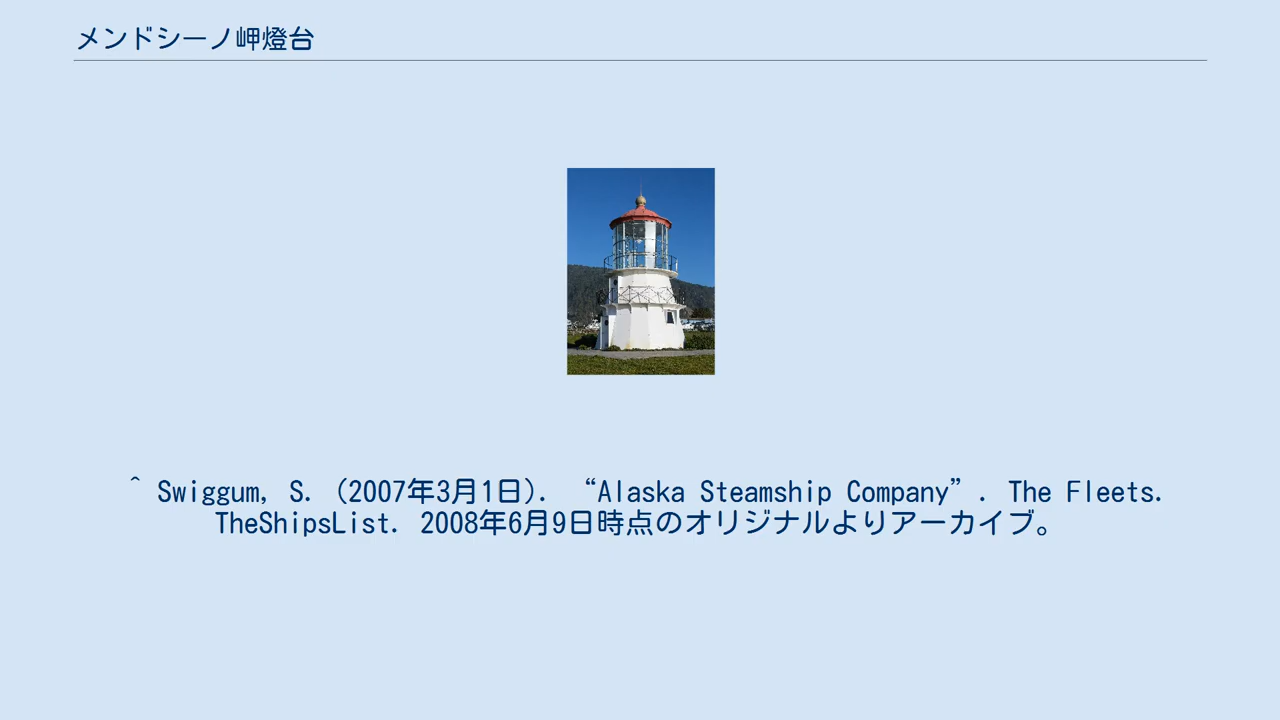 メンドシーノ岬燈台
^ Swiggum, S. (2007年3月1日). “Alaska Steamship Company”. The Fleets.
TheShipsList. 2008年6月9日時点のオリジナルよりアーカイブ。